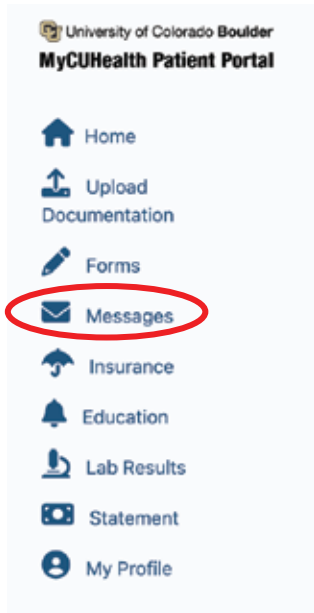 University of Colorado Boulder
MyCUHealth Patient Portal
Home
Upload
Documentation
Forms
Messages
Insurance
Education
Lab Results
Statement
My Profile